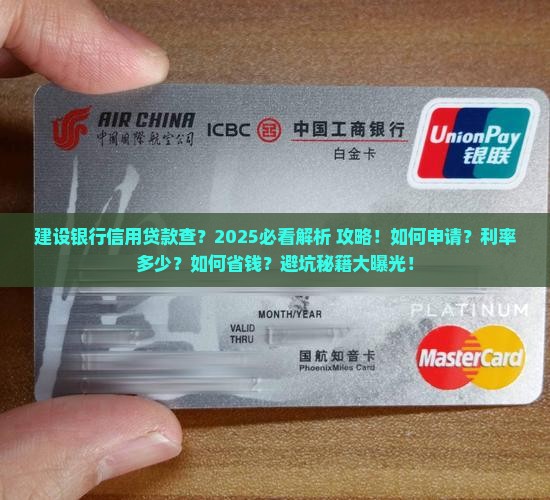 AIR CHINA
中国国际航空公司
ICBC 中国工商银行
白金卡
UnionPay
银联
建设银行信用贷款查？2025必看解析 攻略！如何申请？利率
多少？如何省钱？避坑秘籍大曝光！
PLATINUM
MONTH/YEAR
VALID
THRU
国航知音卡
PhoenixMiles Card
MasterCard